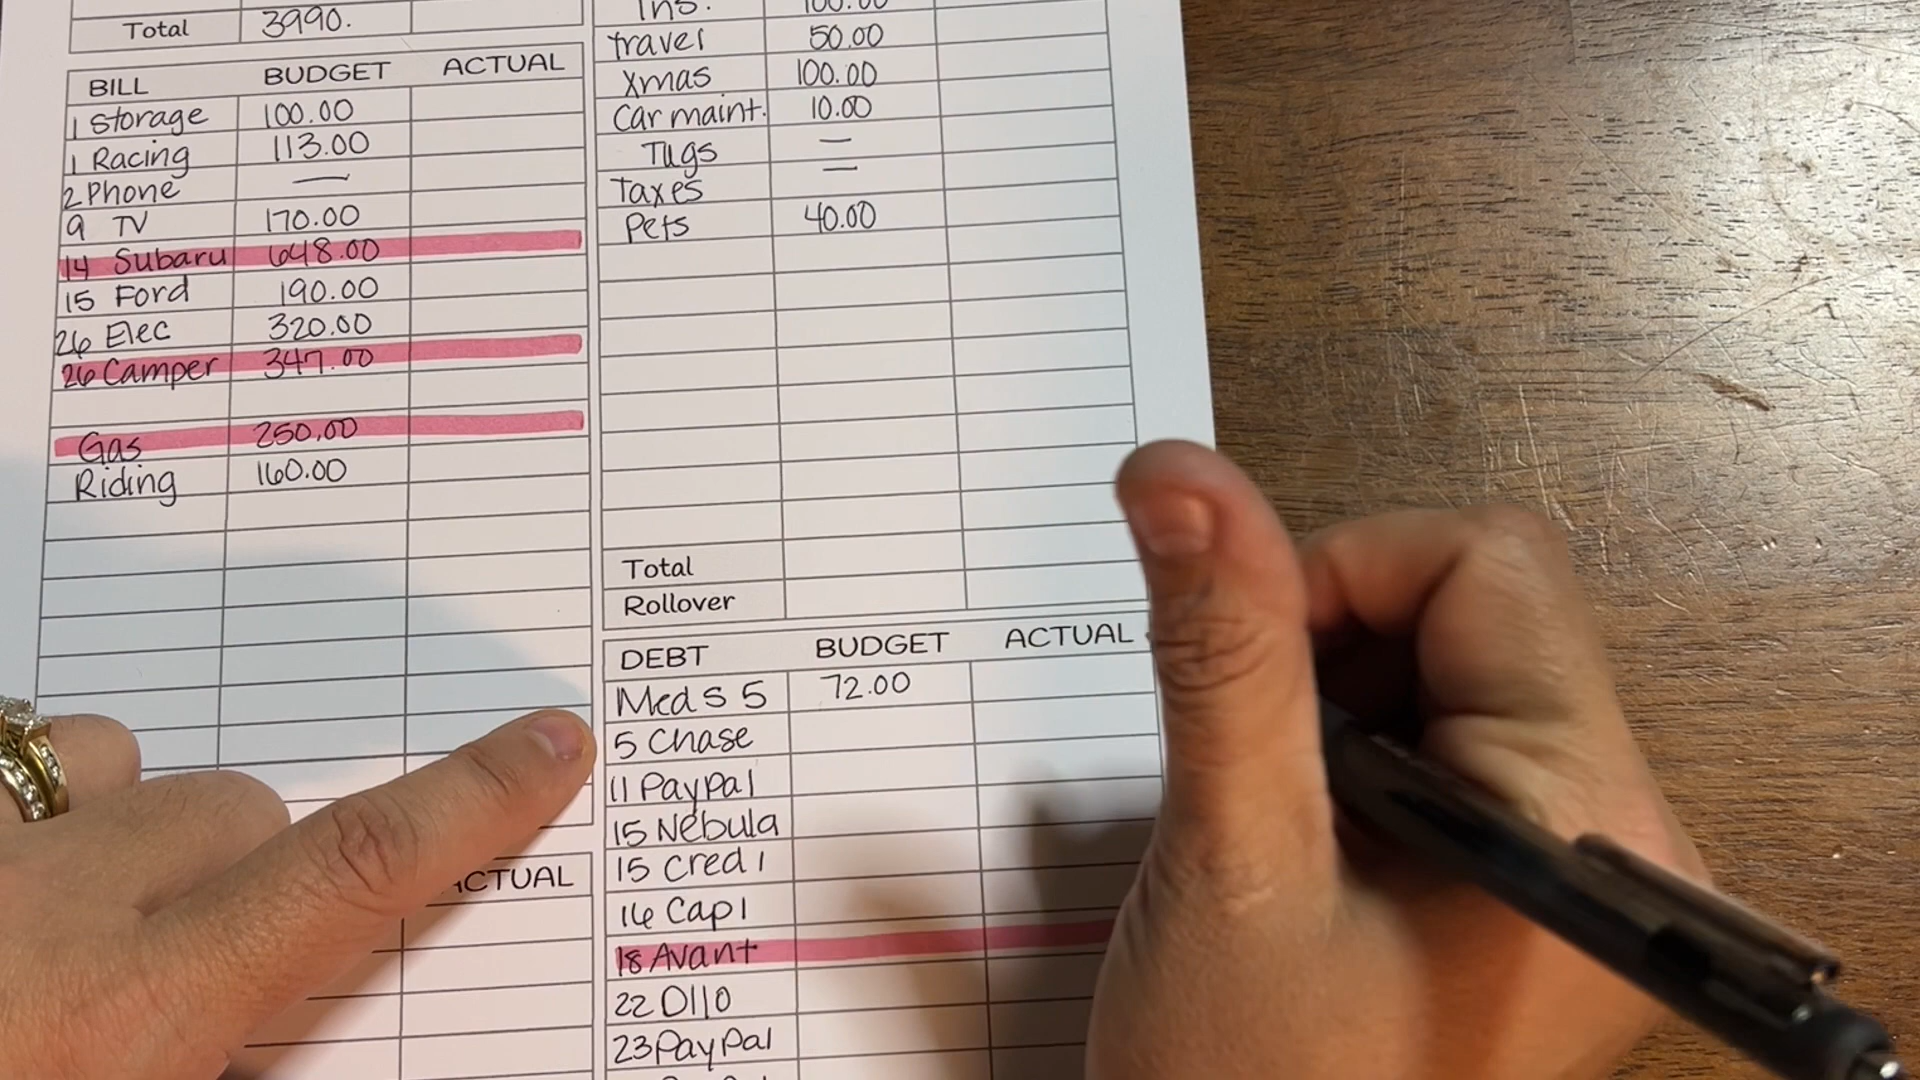 Total 3990.
BILL BUDGET ACTUAL
1 Storage 100.00
1 Racing 113.00
2 Phone —
9 TV 170.00
14 Subaru 648.00
15 Ford 190.00
26 Elec 320.00
26 Camper 347.00
Gas 250.00
Riding 160.00
ACTUAL
Ins. 100.00
travel 50.00
Xmas 100.00
Car maint. 10.00
Tags —
Taxes —
Pets 40.00
Total
Rollover
DEBT BUDGET ACTUAL
Med S 5 72.00
5 Chase
11 Paypal
15 Nebula
15 Cred 1
16 Cap 1
18 Avant
22 Ollo
23 PayPal